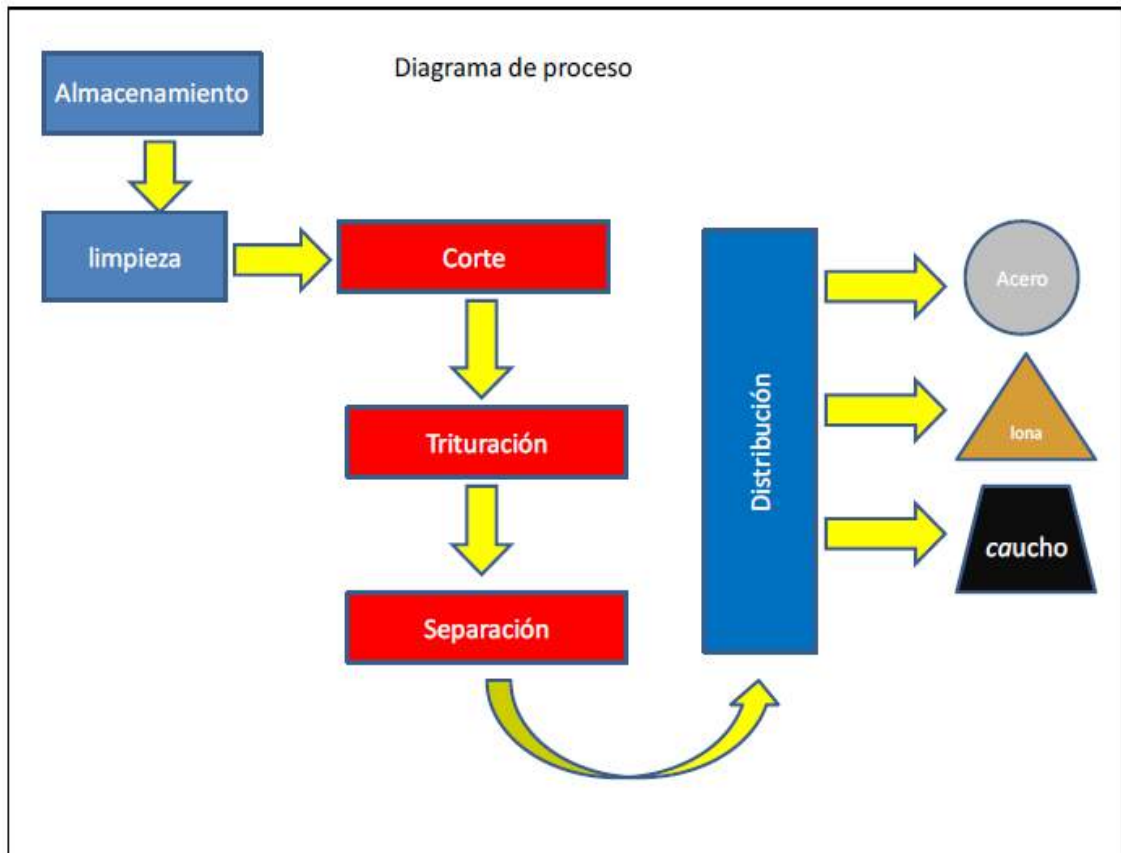 Diagrama de proceso
Almacenamiento
limpieza
Corte
Trituración
Separación
Distribución
Acero
lona
caucho